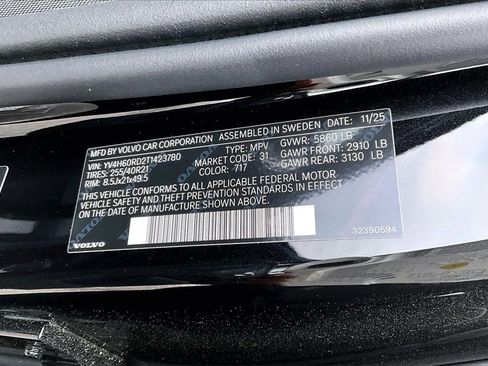 MFD BY VOLVO CAR CORPORATION ASSEMBLED IN SWEDEN DATE: 11/25
VIN: YV4H60RD2T1423780 TYPE: MPV GVWR: 5860 LB
TIRES: 255/40R21 MARKET CODE: 31 GAWR FRONT: 2910 LB
RIM: 8.5Jx21x49.5 COLOR: 717 GAWR REAR: 3130 LB
THIS VEHICLE CONFORMS TO ALL APPLICABLE FEDERAL MOTOR
VEHICLE SAFETY AND THEFT PREVENTION STANDARDS IN EFFECT
ON THE DATE OF MANUFACTURE SHOWN ABOVE
VOLVO
32390594